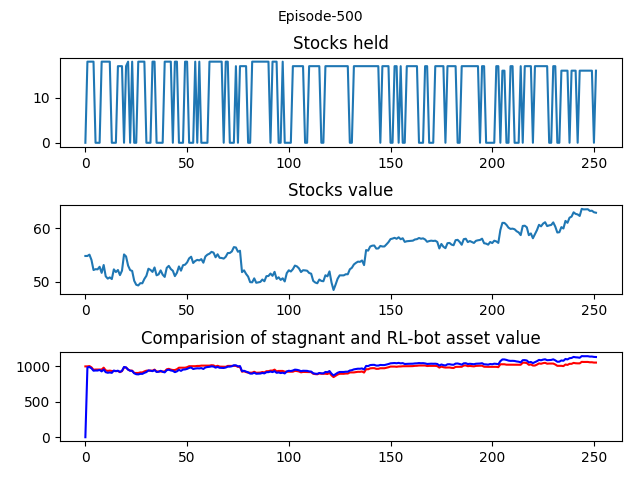 Episode-500
Stocks held
10
0
0 50 100 150 200 250
Stocks value
60
50
0 50 100 150 200 250
Comparision of stagnant and RL-bot asset value
1000
500
0
0 50 100 150 200 250